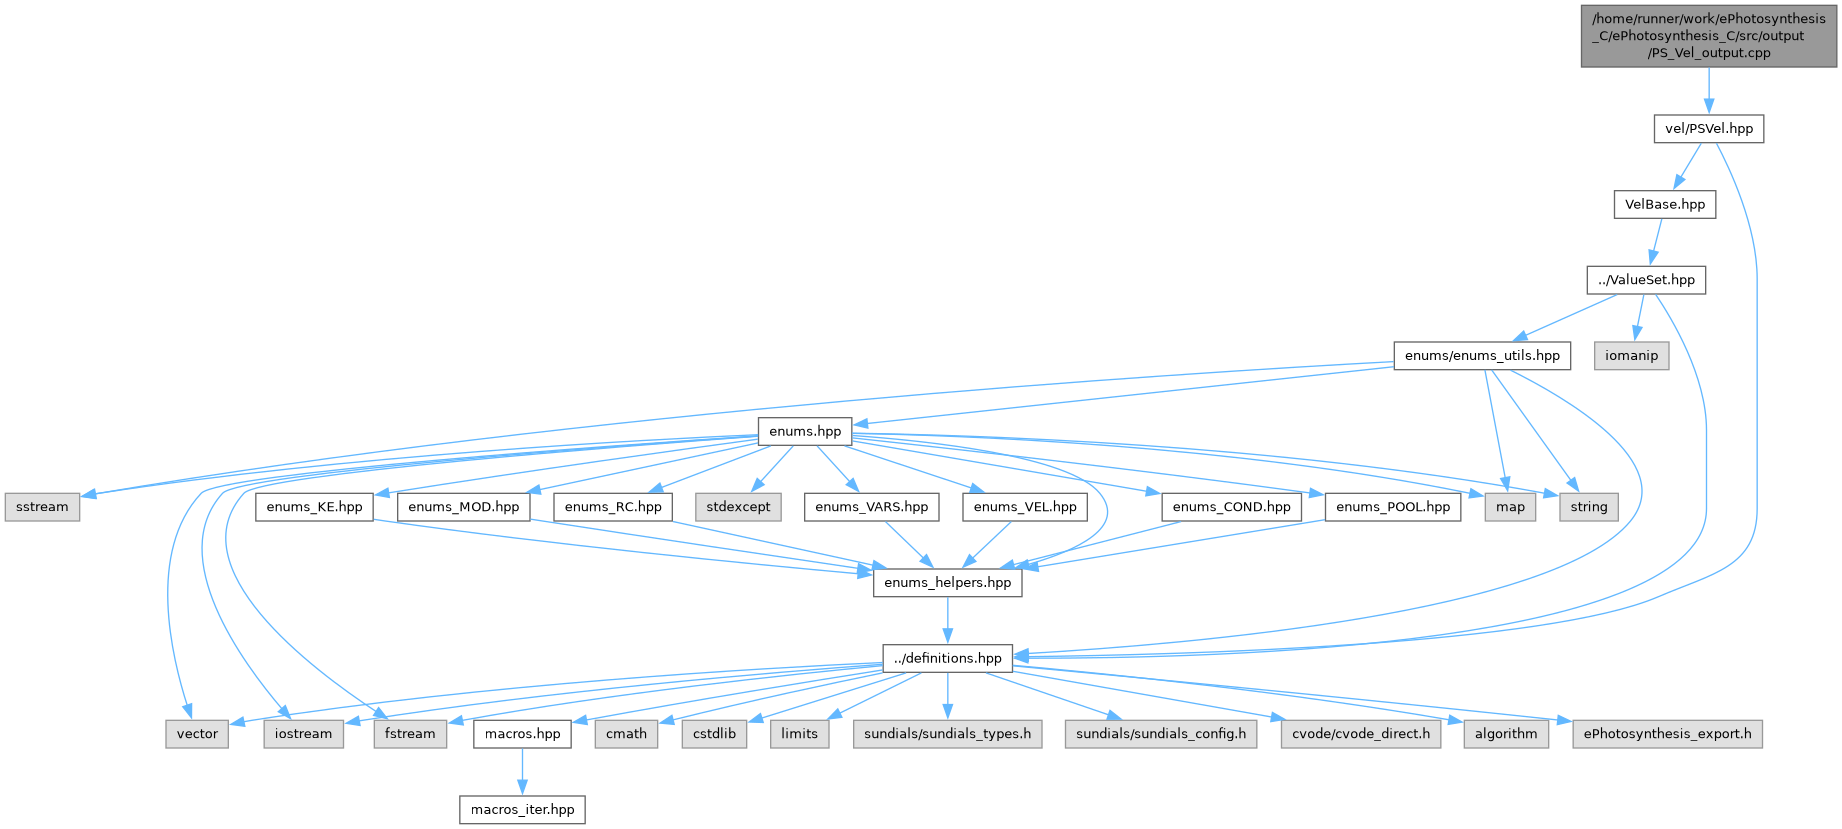 /home/runner/work/ePhotosynthesis
_C/ePhotosynthesis_C/src/output
/PS_Vel_output.cpp
vel/PSVel.hpp
VelBase.hpp
../ValueSet.hpp
enums/enums_utils.hpp
iomanip
enums.hpp
sstream
enums_KE.hpp
enums_MOD.hpp
enums_RC.hpp
stdexcept
enums_VARS.hpp
enums_VEL.hpp
enums_COND.hpp
enums_POOL.hpp
map
string
enums_helpers.hpp
../definitions.hpp
vector
iostream
fstream
macros.hpp
cmath
cstdlib
limits
sundials/sundials_types.h
sundials/sundials_config.h
cvode/cvode_direct.h
algorithm
ePhotosynthesis_export.h
macros_iter.hpp